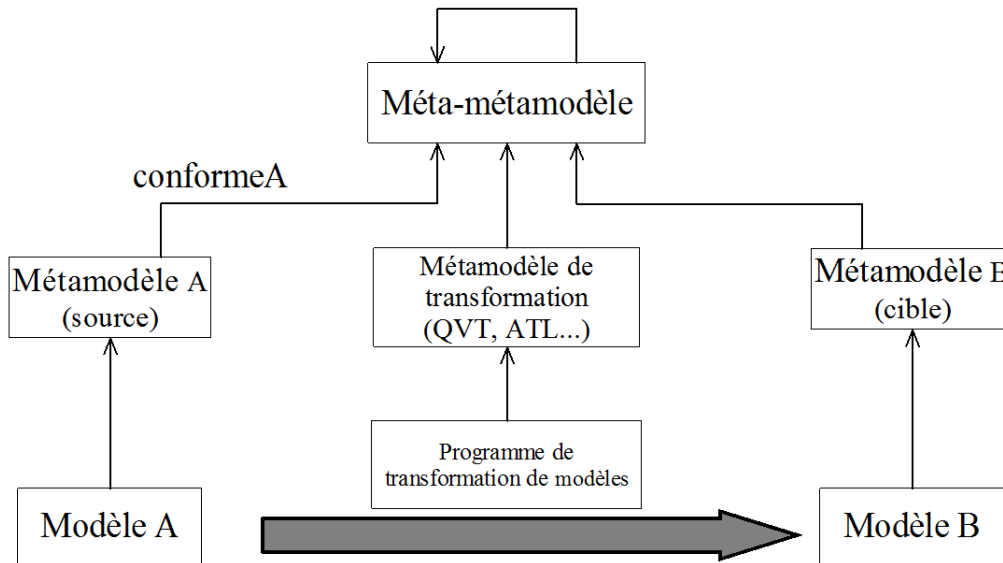 Méta-métamodèle
conformeA
Métamodèle A
(source)
Métamodèle de
transformation
(QVT, ATL...)
Métamodèle B
(cible)
Programme de
transformation de modèles
Modèle A
Modèle B